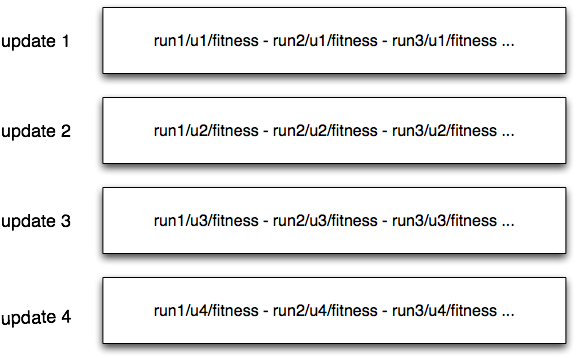 update 1
run1/u1/fitness - run2/u1/fitness - run3/u1/fitness ...
update 2
run1/u2/fitness - run2/u2/fitness - run3/u2/fitness ...
update 3
run1/u3/fitness - run2/u3/fitness - run3/u3/fitness ...
update 4
run1/u4/fitness - run2/u4/fitness - run3/u4/fitness ...